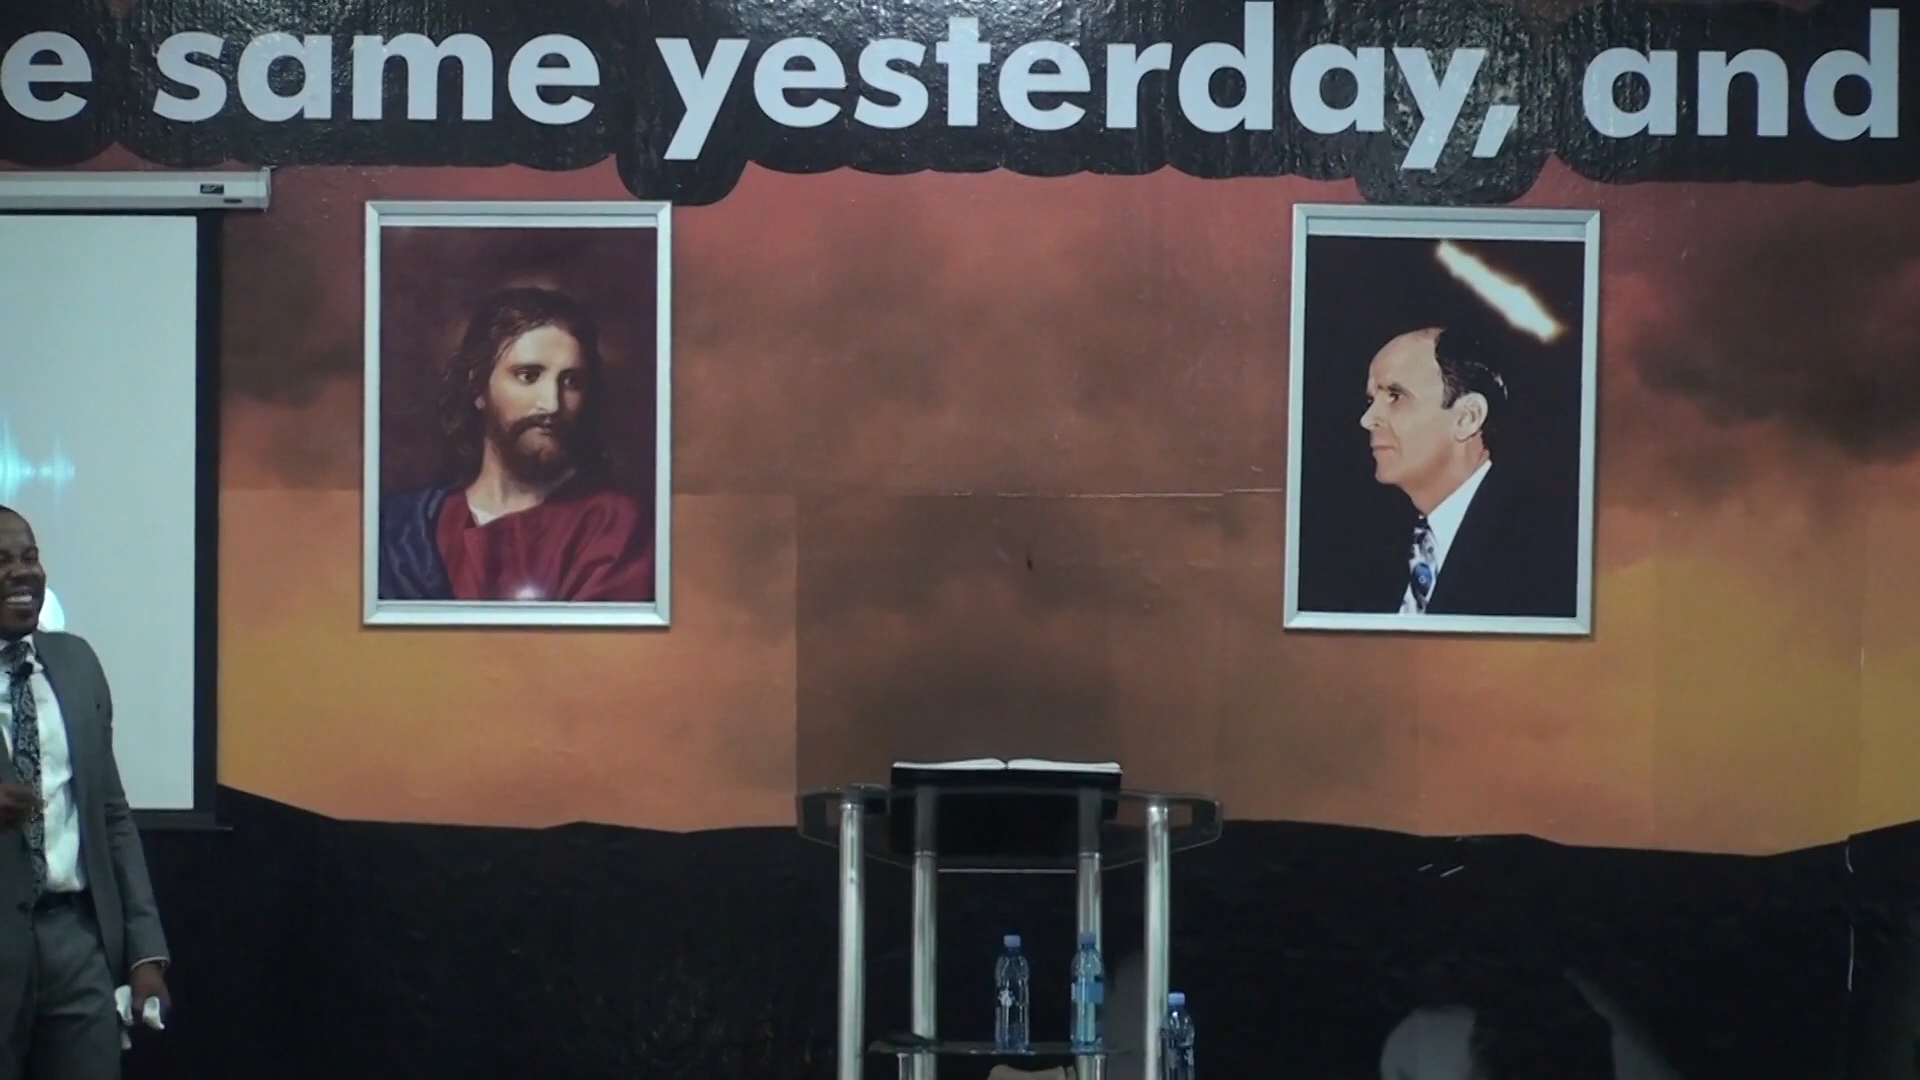 e same yesterday, and